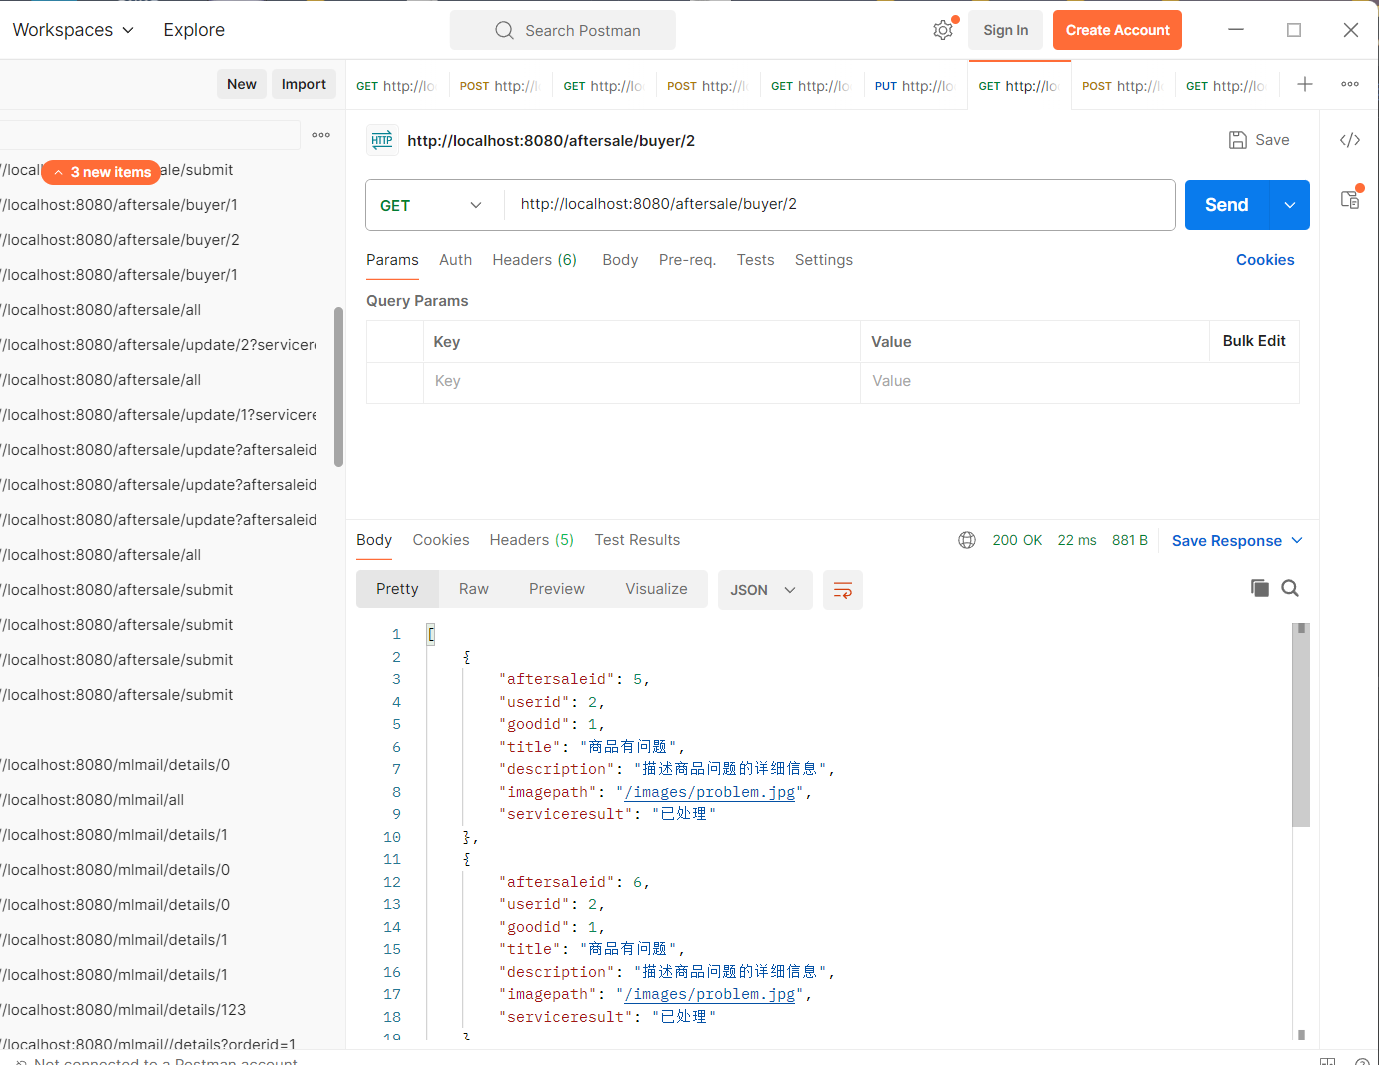 Workspaces
Explore
Search Postman
Sign In
Create Account
New
Import
GET http://lo
POST http://l
GET http://lo
POST http://l
GET http://lo
PUT http://lo
GET http://lo
POST http://l
GET http://lo
//local
3 new items
ale/submit
//localhost:8080/aftersale/buyer/1
//localhost:8080/aftersale/buyer/2
//localhost:8080/aftersale/buyer/1
//localhost:8080/aftersale/all
//localhost:8080/aftersale/update/2?servicere
//localhost:8080/aftersale/all
//localhost:8080/aftersale/update/1?servicere
//localhost:8080/aftersale/update?aftersaleid
//localhost:8080/aftersale/update?aftersaleid
//localhost:8080/aftersale/update?aftersaleid
//localhost:8080/aftersale/all
//localhost:8080/aftersale/submit
//localhost:8080/aftersale/submit
//localhost:8080/aftersale/submit
//localhost:8080/aftersale/submit
//localhost:8080/mlmail/details/0
//localhost:8080/mlmail/all
//localhost:8080/mlmail/details/1
//localhost:8080/mlmail/details/0
//localhost:8080/mlmail/details/0
//localhost:8080/mlmail/details/1
//localhost:8080/mlmail/details/1
//localhost:8080/mlmail/details/123
//localhost:8080/mlmail//details?orderid=1
Not connected to a Postman account
HTTP http://localhost:8080/aftersale/buyer/2
Save
GET
http://localhost:8080/aftersale/buyer/2
Send
Params Auth Headers (6) Body Pre-req. Tests Settings
Cookies
Query Params
Key Value Bulk Edit
Key Value
Body Cookies Headers (5) Test Results
200 OK 22 ms 881 B Save Response
Pretty Raw Preview Visualize JSON
1 [
2 {
3 "aftersaleid": 5,
4 "userid": 2,
5 "goodid": 1,
6 "title": "商品有问题",
7 "description": "描述商品问题的详细信息",
8 "imagepath": "/images/problem.jpg",
9 "serviceresult": "已处理"
10 },
11 {
12 "aftersaleid": 6,
13 "userid": 2,
14 "goodid": 1,
15 "title": "商品有问题",
16 "description": "描述商品问题的详细信息",
17 "imagepath": "/images/problem.jpg",
18 "serviceresult": "已处理"
19 }